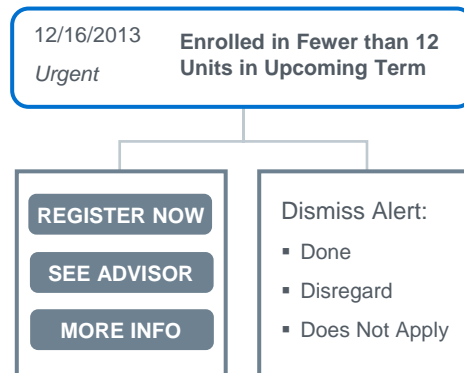 12/16/2013
Urgent
Enrolled in Fewer than 12
Units in Upcoming Term
REGISTER NOW
SEE ADVISOR
MORE INFO
Dismiss Alert:
▪ Done
▪ Disregard
▪ Does Not Apply